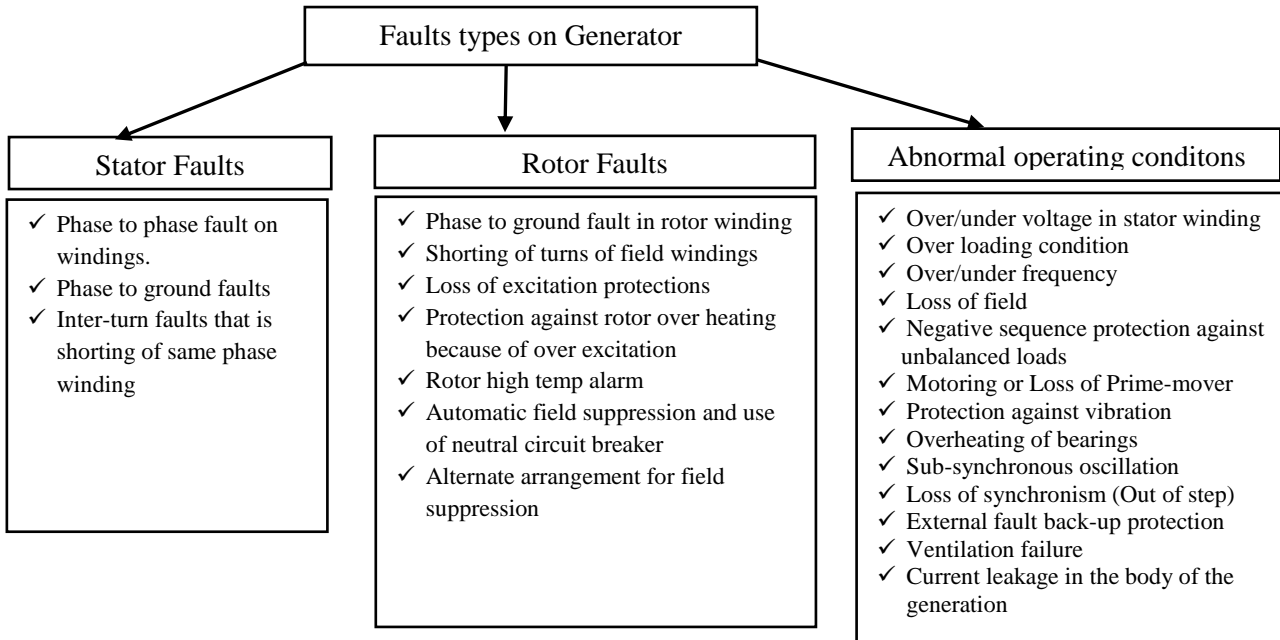 Faults types on Generator
Stator Faults
✓ Phase to phase fault on
windings.
✓ Phase to ground faults
✓ Inter-turn faults that is
shorting of same phase
winding
Rotor Faults
✓ Phase to ground fault in rotor winding
✓ Shorting of turns of field windings
✓ Loss of excitation protections
✓ Protection against rotor over heating
because of over excitation
✓ Rotor high temp alarm
✓ Automatic field suppression and use
of neutral circuit breaker
✓ Alternate arrangement for field
suppression
Abnormal operating conditons
✓ Over/under voltage in stator winding
✓ Over loading condition
✓ Over/under frequency
✓ Loss of field
✓ Negative sequence protection against
unbalanced loads
✓ Motoring or Loss of Prime-mover
✓ Protection against vibration
✓ Overheating of bearings
✓ Sub-synchronous oscillation
✓ Loss of synchronism (Out of step)
✓ External fault back-up protection
✓ Ventilation failure
✓ Current leakage in the body of the
generation